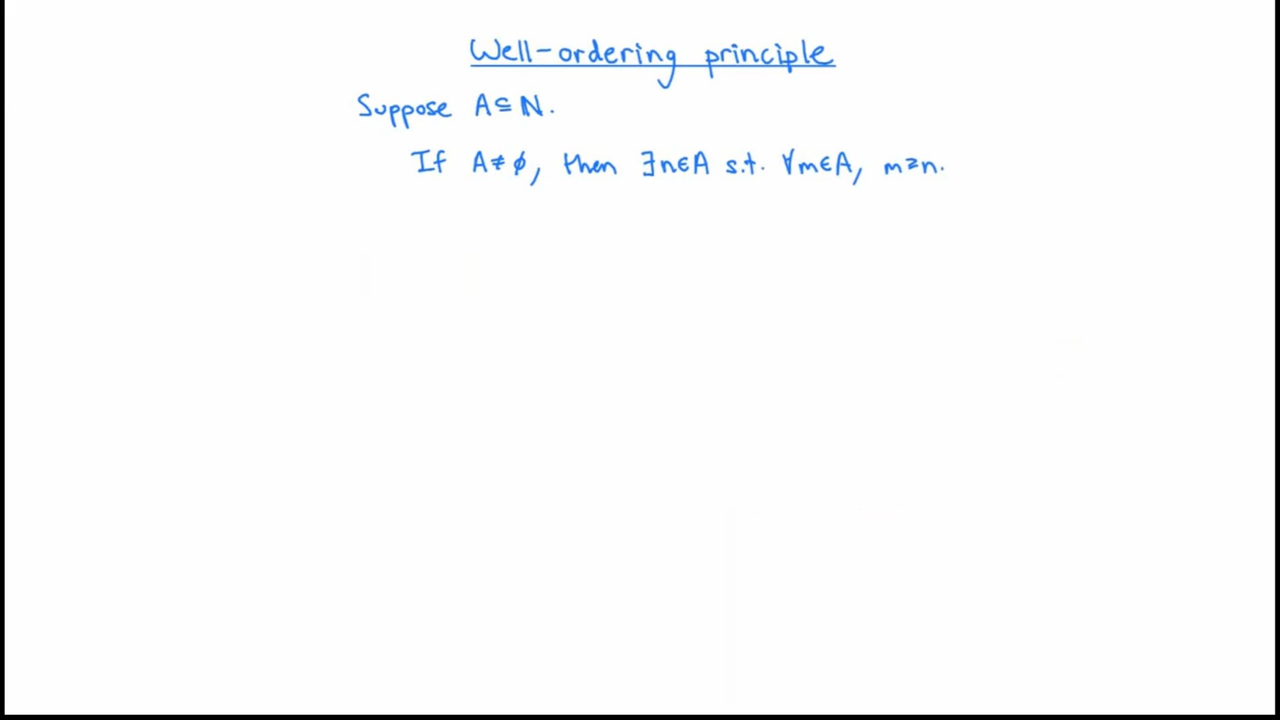 Well-ordering principle
Suppose A⊆ℕ.
If A≠∅, then ∃n∈A s.t. ∀m∈A, m≥n.